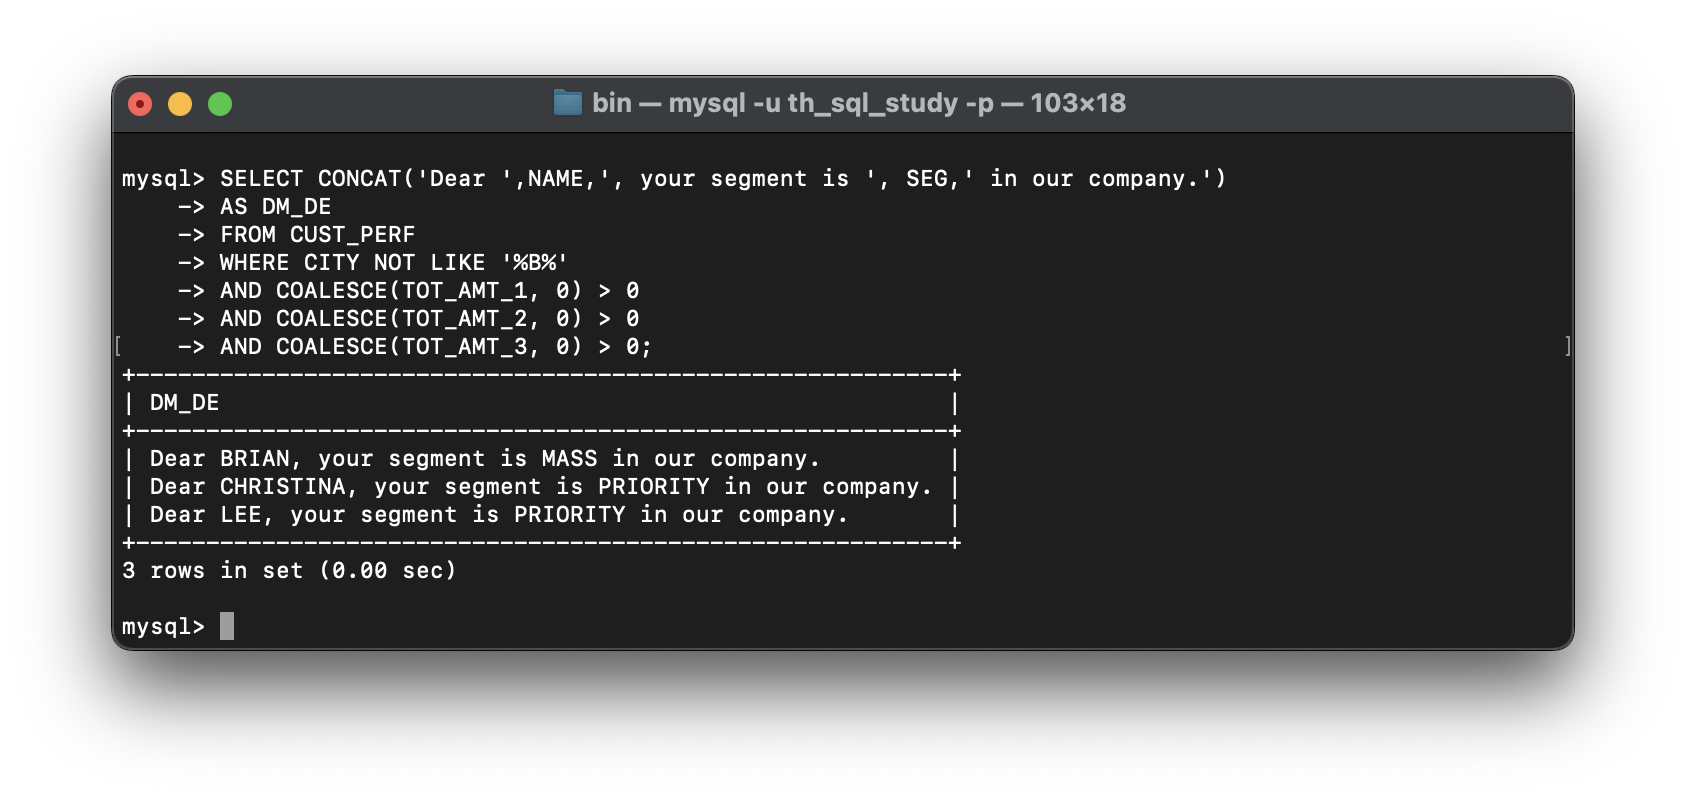 bin — mysql -u th_sql_study -p — 103×18
mysql> SELECT CONCAT('Dear ',NAME,', your segment is ', SEG,' in our company.')
    -> AS DM_DE
    -> FROM CUST_PERF
    -> WHERE CITY NOT LIKE '%B%'
    -> AND COALESCE(TOT_AMT_1, 0) > 0
    -> AND COALESCE(TOT_AMT_2, 0) > 0
[    -> AND COALESCE(TOT_AMT_3, 0) > 0; ]
+----------------------------------------------------------+
| DM_DE                                                    |
+----------------------------------------------------------+
| Dear BRIAN, your segment is MASS in our company.         |
| Dear CHRISTINA, your segment is PRIORITY in our company. |
| Dear LEE, your segment is PRIORITY in our company.       |
+----------------------------------------------------------+
3 rows in set (0.00 sec)
mysql>